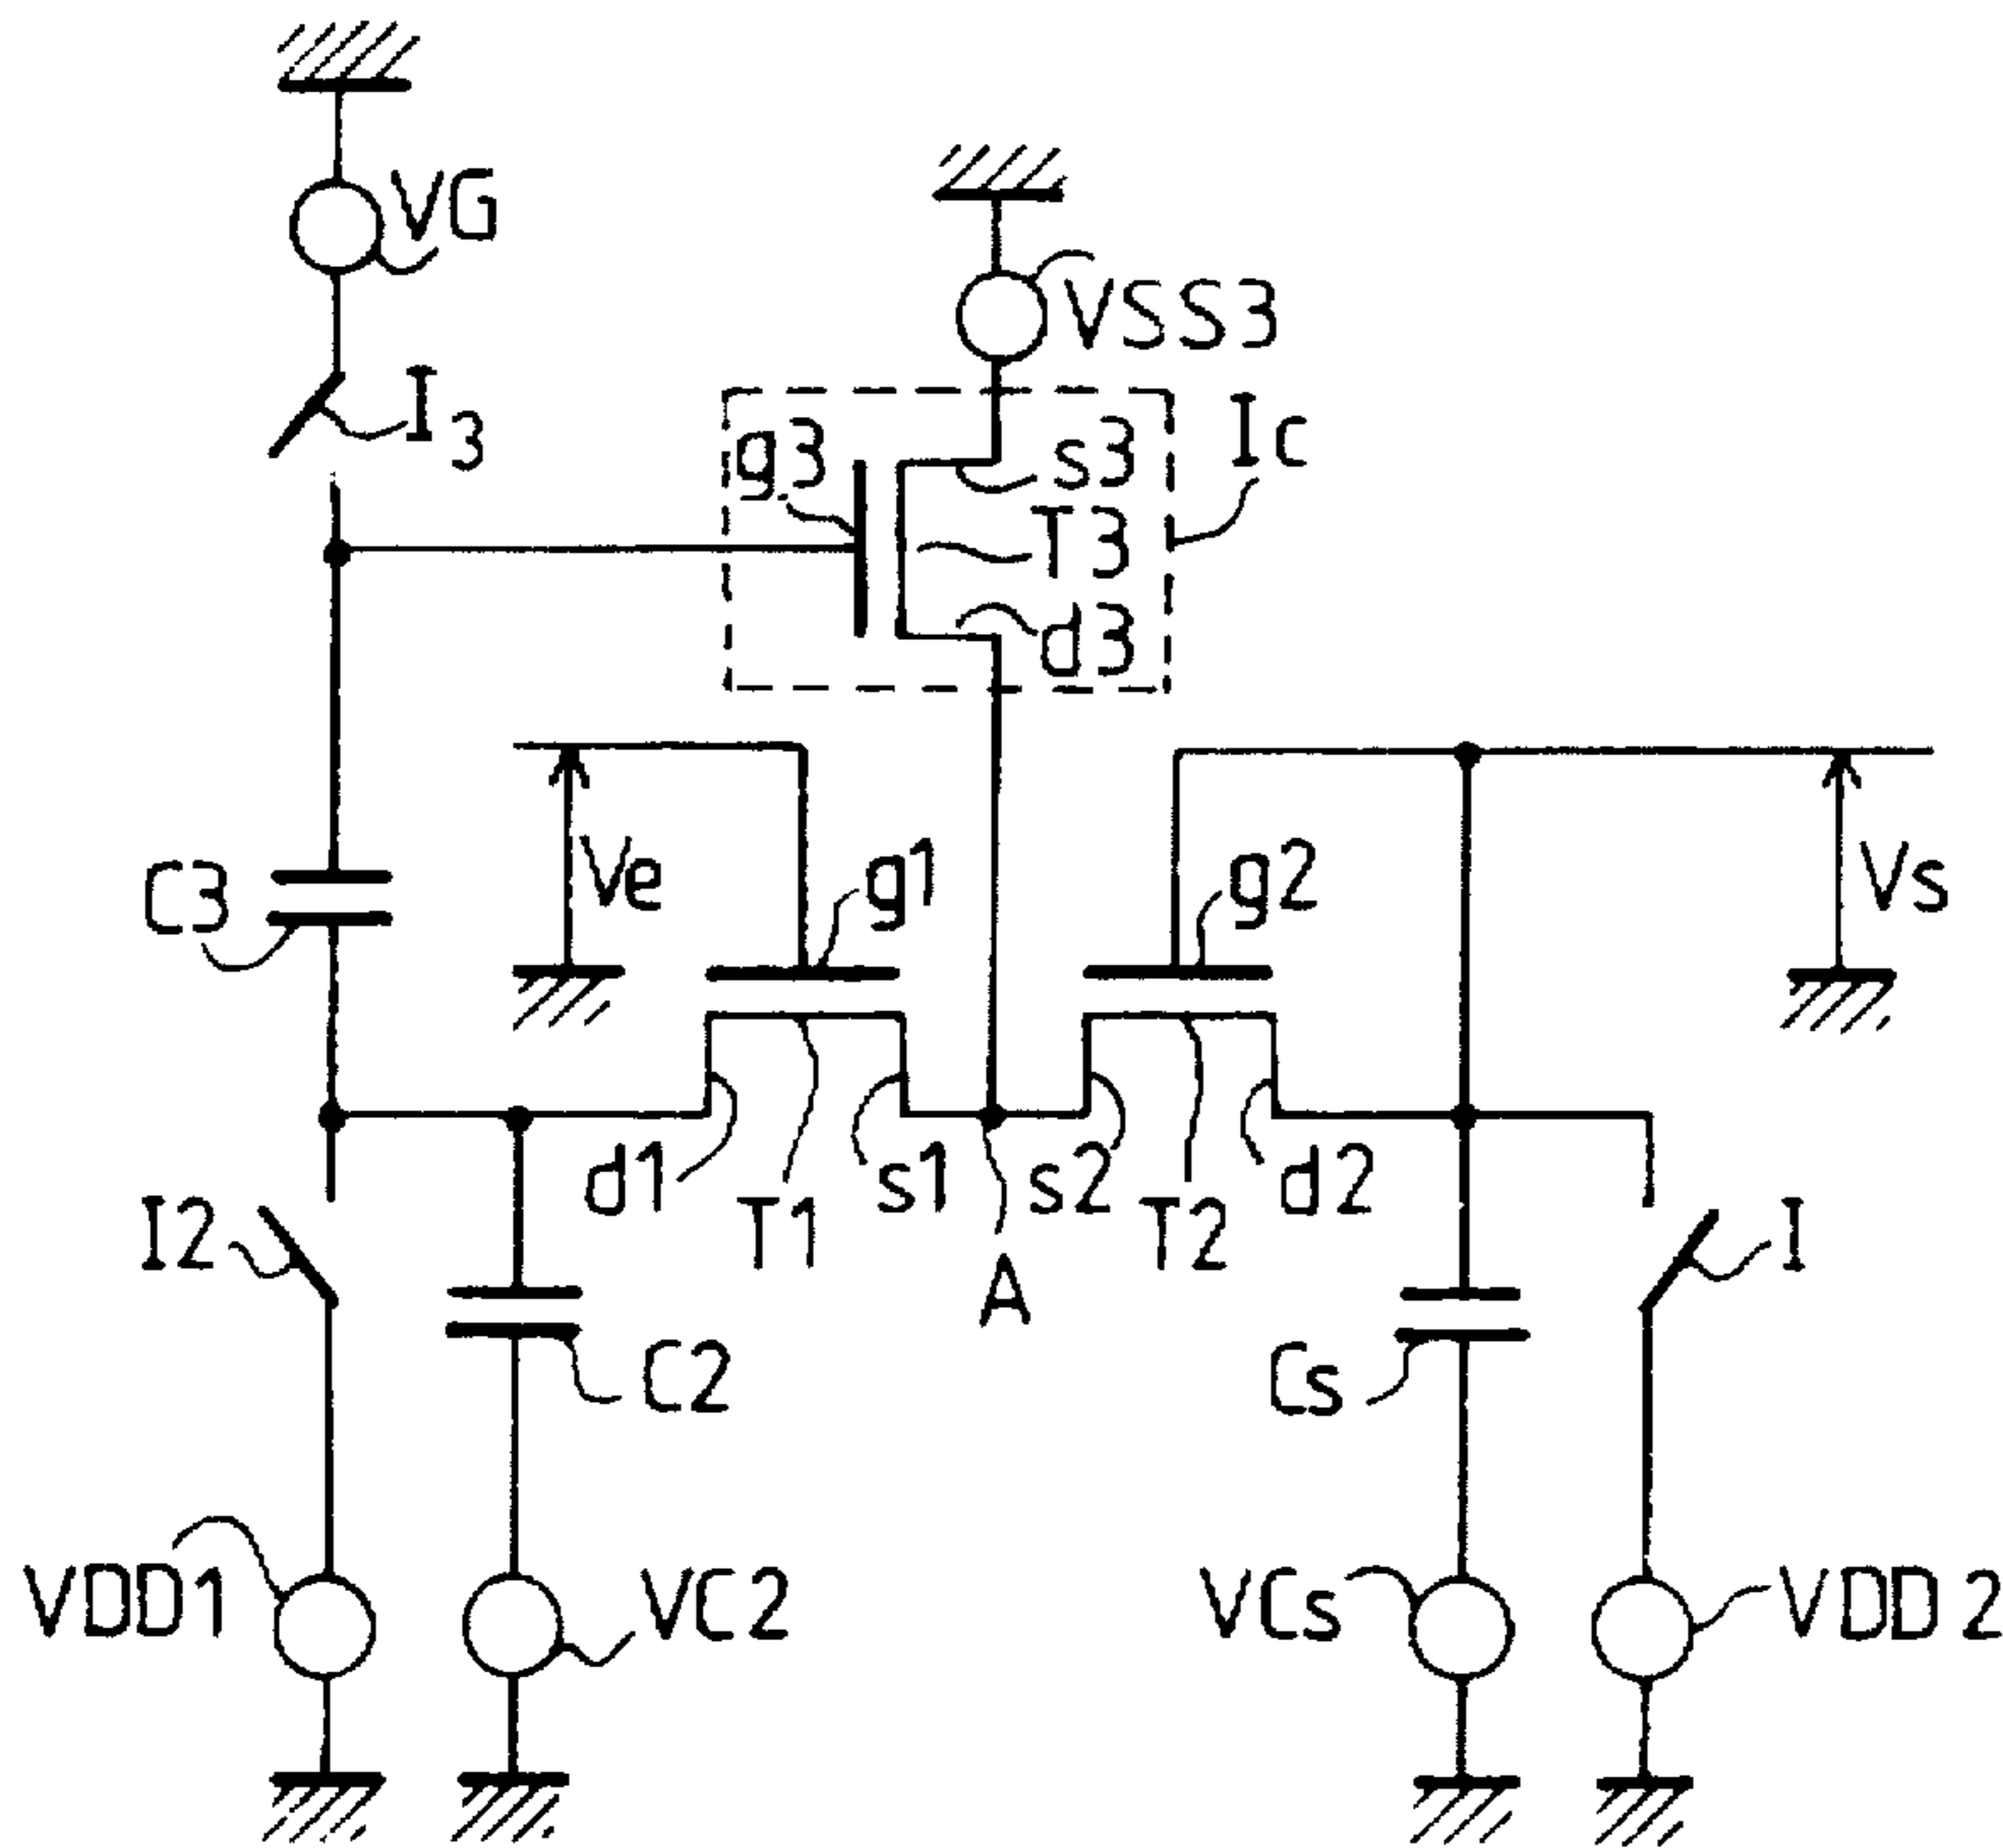 VG
VSS3
I3
g3
s3
Ic
T3
d3
C3
Ve
g1
g2
Vs
d1
s1
s2
d2
I2
T1
T2
I
A
C2
Cs
VDD1
VC2
VCs
VDD2